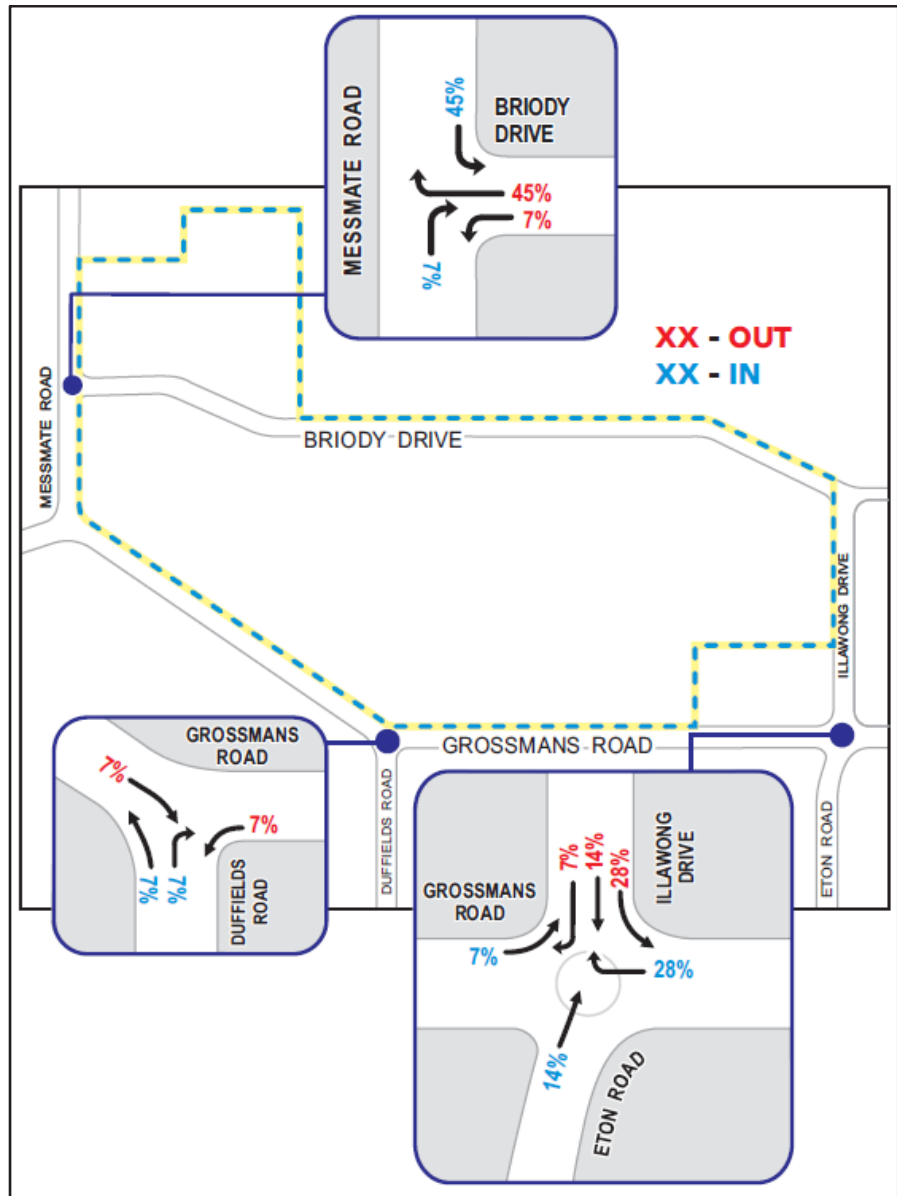 MESSMATE ROAD
45%
BRIODY
DRIVE
45%
7%
7%
XX - OUT
XX - IN
MESSMATE ROAD
BRIODY DRIVE
ILLAWONG DRIVE
GROSSMANS
ROAD
7%
7%
7%
7%
DUFFIELDS
ROAD
GROSSMANS ROAD
DUFFIELDS ROAD
ETON ROAD
7%
14%
28%
ILLAWONG
DRIVE
GROSSMANS
ROAD
7%
28%
14%
ETON ROAD